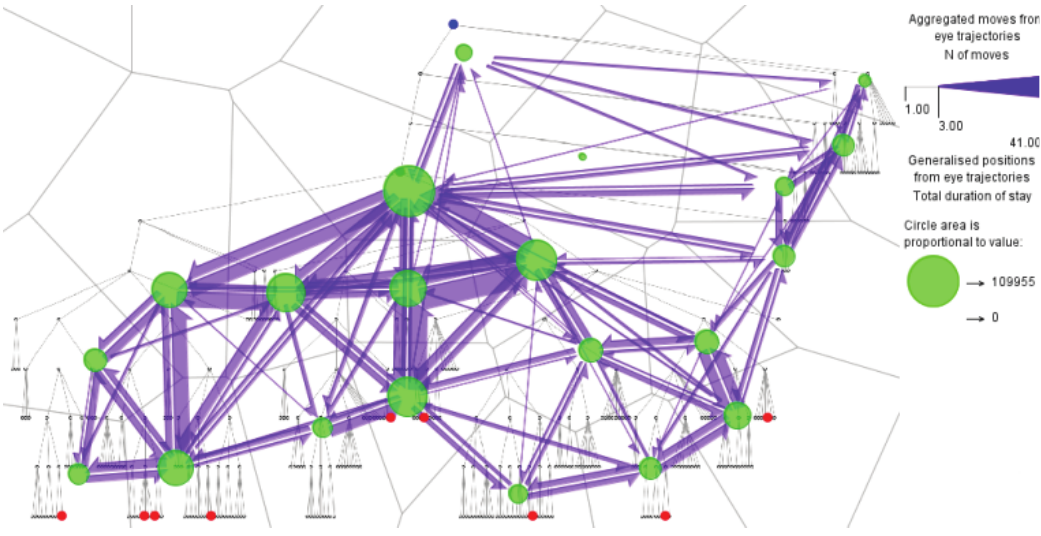 Aggregated moves from
eye trajectories
N of moves
1.00
3.00
41.00
Generalised positions
from eye trajectories
Total duration of stay
Circle area is
proportional to value:
109955
0